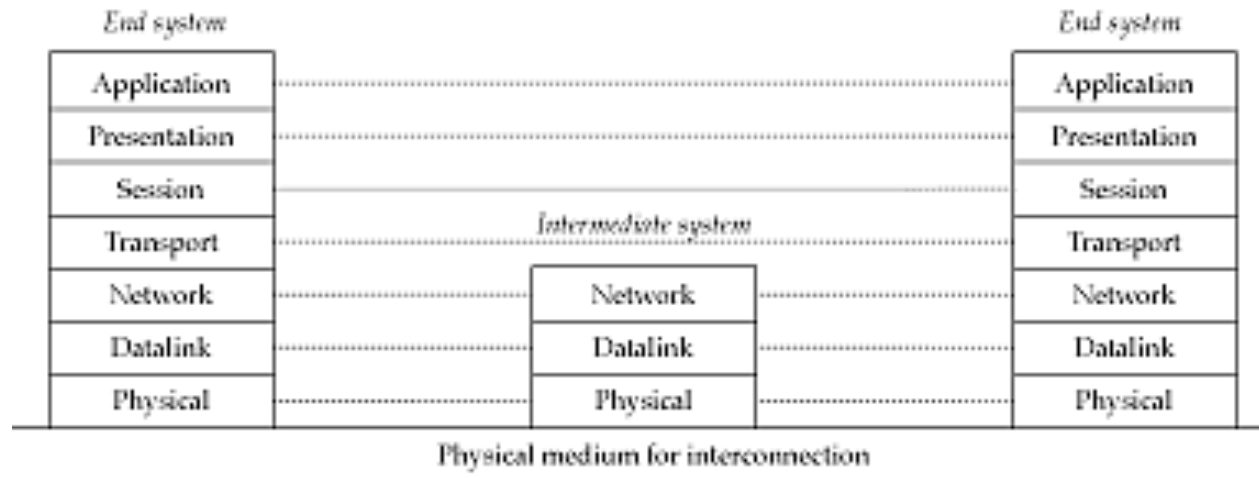 End system End system
Application Application
Presentation Presentation
Session Session
Intermediate system
Transport Transport
Network Network Network
Datalink Datalink Datalink
Physical Physical Physical
Physical medium for interconnection